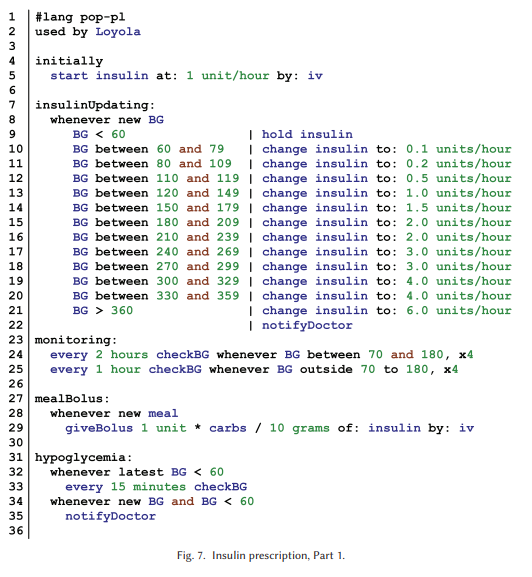 1 #lang pop-pl
2 used by Loyola
3
4 initially
5 start insulin at: 1 unit/hour by: iv
6
7 insulinUpdating:
8 whenever new BG
9 BG < 60 | hold insulin
10 BG between 60 and 79 | change insulin to: 0.1 units/hour
11 BG between 80 and 109 | change insulin to: 0.2 units/hour
12 BG between 110 and 119 | change insulin to: 0.5 units/hour
13 BG between 120 and 149 | change insulin to: 1.0 units/hour
14 BG between 150 and 179 | change insulin to: 1.5 units/hour
15 BG between 180 and 209 | change insulin to: 2.0 units/hour
16 BG between 210 and 239 | change insulin to: 2.0 units/hour
17 BG between 240 and 269 | change insulin to: 3.0 units/hour
18 BG between 270 and 299 | change insulin to: 3.0 units/hour
19 BG between 300 and 329 | change insulin to: 4.0 units/hour
20 BG between 330 and 359 | change insulin to: 4.0 units/hour
21 BG > 360 | change insulin to: 6.0 units/hour
22 | notifyDoctor
23 monitoring:
24 every 2 hours checkBG whenever BG between 70 and 180, x4
25 every 1 hour checkBG whenever BG outside 70 to 180, x4
26
27 mealBolus:
28 whenever new meal
29 giveBolus 1 unit * carbs / 10 grams of: insulin by: iv
30
31 hypoglycemia:
32 whenever latest BG < 60
33 every 15 minutes checkBG
34 whenever new BG and BG < 60
35 notifyDoctor
36
Fig. 7. Insulin prescription, Part 1.